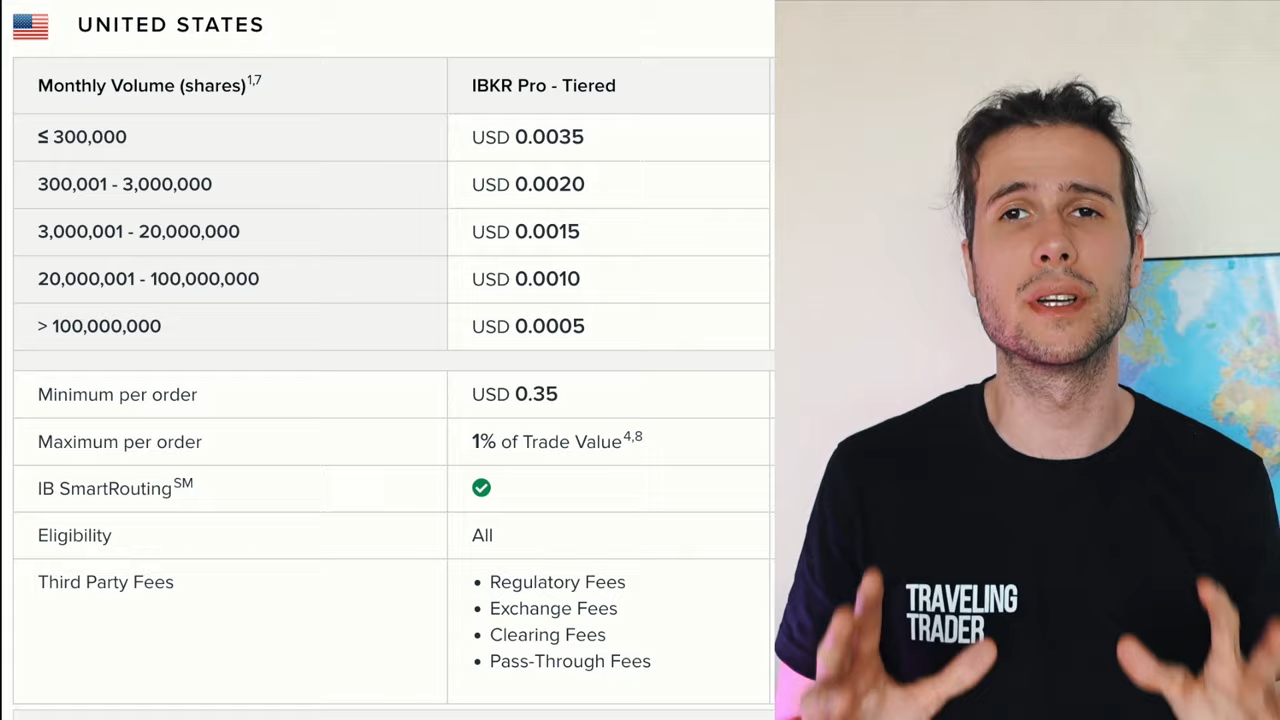 UNITED STATES
Monthly Volume (shares)1,7 IBKR Pro - Tiered
≤ 300,000 USD 0.0035
300,001 - 3,000,000 USD 0.0020
3,000,001 - 20,000,000 USD 0.0015
20,000,001 - 100,000,000 USD 0.0010
> 100,000,000 USD 0.0005
Minimum per order USD 0.35
Maximum per order 1% of Trade Value4,8
IB SmartRoutingSM
Eligibility All
Third Party Fees • Regulatory Fees
• Exchange Fees
• Clearing Fees
• Pass-Through Fees
TRAVELING
TRADER